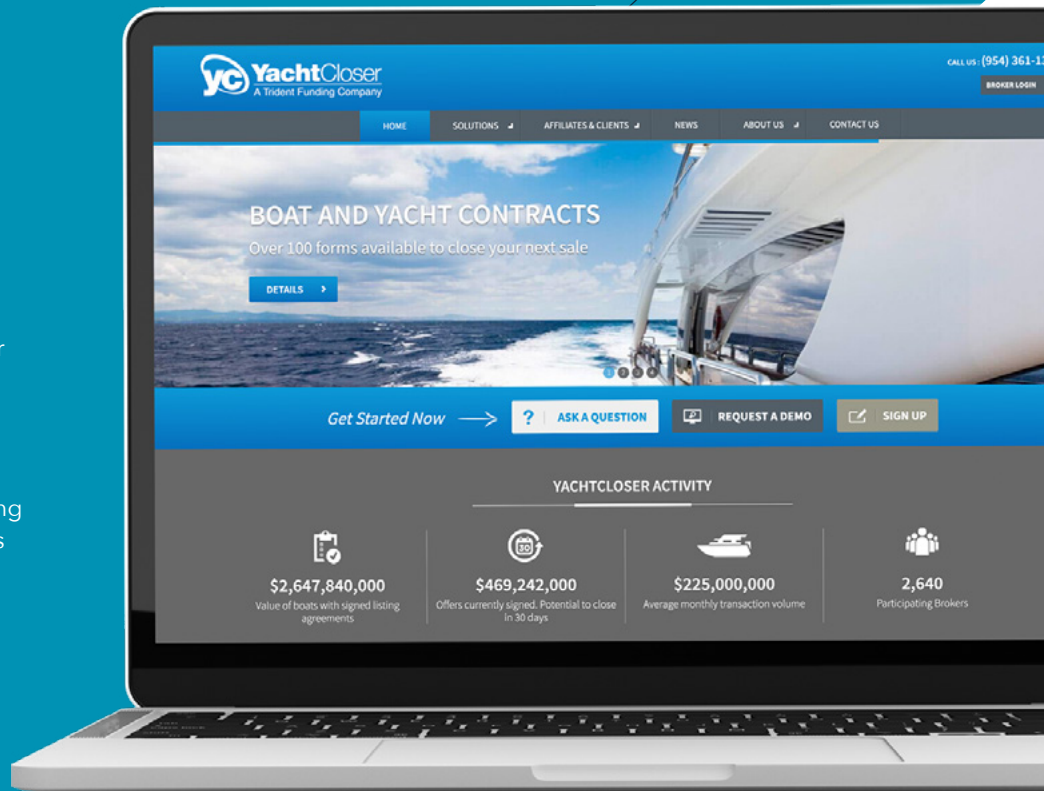 YachtCloser
A Trident Funding Company
CALL US : (954) 361-13
BROKER LOGIN
HOME
SOLUTIONS
AFFILIATES & CLIENTS
NEWS
ABOUT US
CONTACT US
BOAT AND YACHT CONTRACTS
Over 100 forms available to close your next sale
DETAILS >
Get Started Now
? ASK A QUESTION
REQUEST A DEMO
SIGN UP
YACHTCLOSER ACTIVITY
30
$2,647,840,000
Value of boats with signed listing
agreements
$469,242,000
Offers currently signed. Potential to close
in 30 days
$225,000,000
Average monthly transaction volume
2,640
Participating Brokers